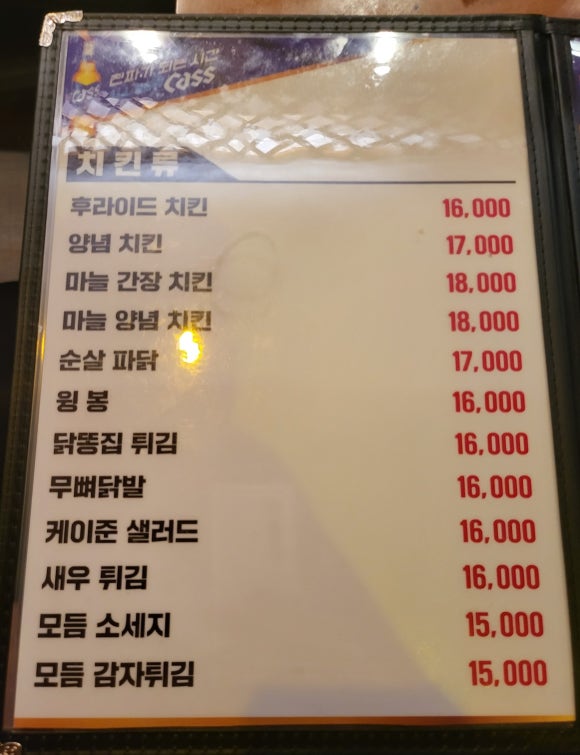 Cass
Cass
치킨류
후라이드 치킨 16,000
양념 치킨 17,000
마늘 간장 치킨 18,000
마늘 양념 치킨 18,000
순살 파닭 17,000
윙 봉 16,000
닭똥집 튀김 16,000
무뼈닭발 16,000
케이준 샐러드 16,000
새우 튀김 16,000
모듬 소세지 15,000
모듬 감자튀김 15,000